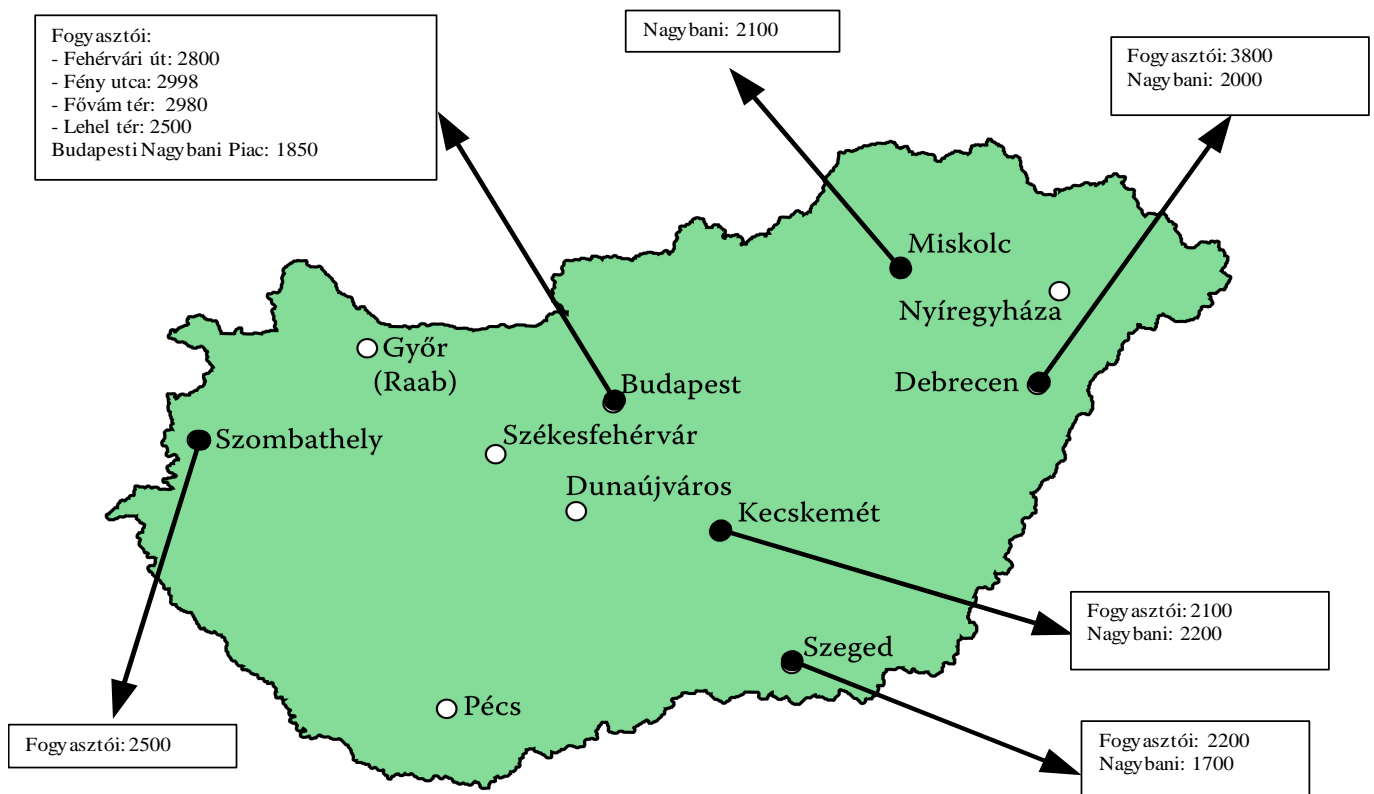 Fogyasztói:
- Fehérvári út: 2800
- Fény utca: 2998
- Fővám tér: 2980
- Lehel tér: 2500
Budapesti Nagybani Piac: 1850
Nagybani: 2100
Fogyasztói: 3800
Nagybani: 2000
Miskolc
Nyíregyháza
Győr
(Raab)
Budapest
Debrecen
Szombathely
Székesfehérvár
Dunaújváros
Kecskemét
Fogyasztói: 2100
Nagybani: 2200
Szeged
Pécs
Fogyasztói: 2500
Fogyasztói: 2200
Nagybani: 1700